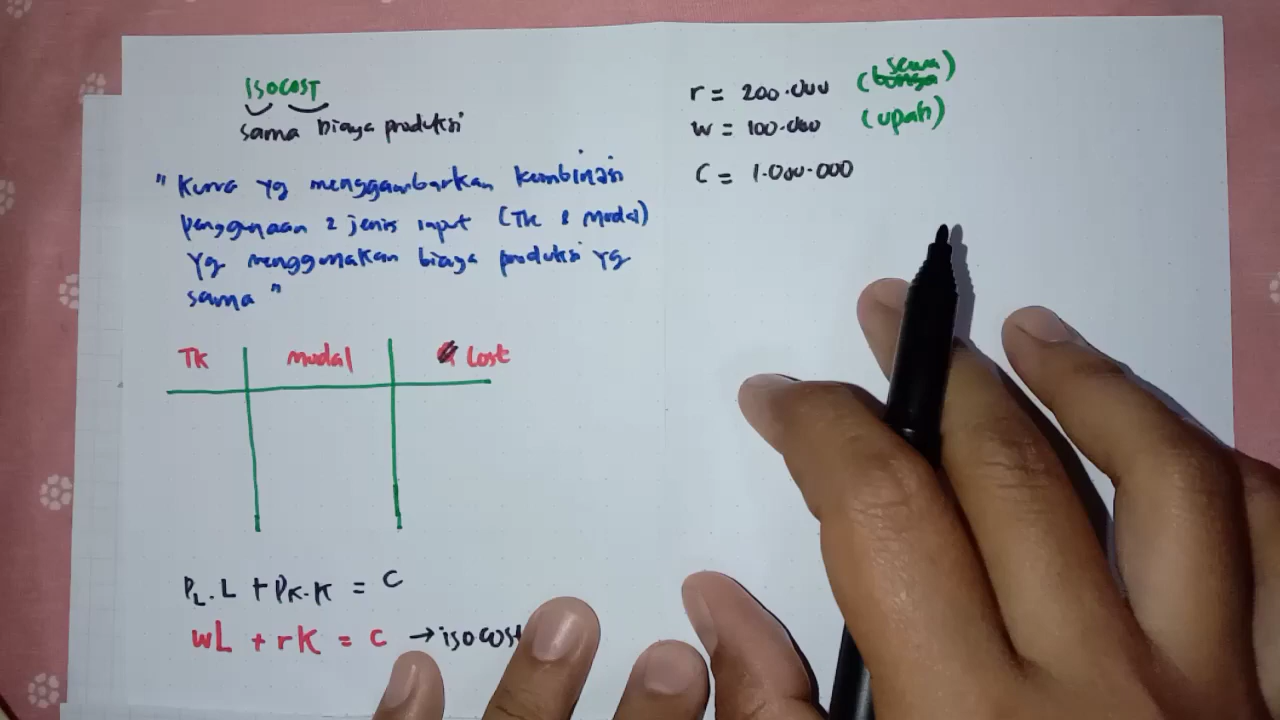 ISOCOST
sama biaya produksi
"Kurva yg menggambarkan kombinasi
penggunaan 2 jenis input (TK & Modal)
yg menggunakan biaya produksi yg
sama"
TK modal Cost
PL.L + PK.K = C
wL + rK = C → isocost
r = 200.000 (sewa)
w = 100.000 (upah)
C = 1.000.000